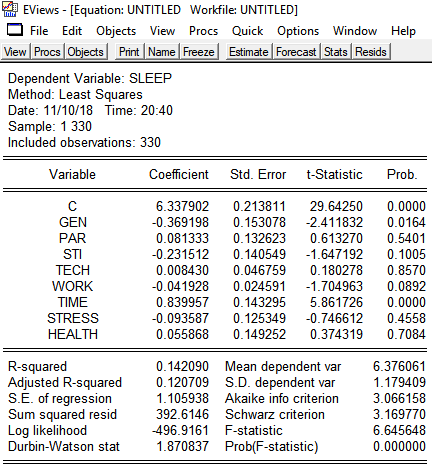 EViews - [Equation: UNTITLED Workfile: UNTITLED]
File Edit Objects View Procs Quick Options Window Help
View Procs Objects Print Name Freeze Estimate Forecast Stats Resids
Dependent Variable: SLEEP
Method: Least Squares
Date: 11/10/18 Time: 20:40
Sample: 1 330
Included observations: 330
Variable Coefficient Std. Error t-Statistic Prob.
C 6.337902 0.213811 29.64250 0.0000
GEN -0.369198 0.153078 -2.411832 0.0164
PAR 0.081333 0.132623 0.613270 0.5401
STI -0.231512 0.140549 -1.647192 0.1005
TECH 0.008430 0.046759 0.180278 0.8570
WORK -0.041928 0.024591 -1.704963 0.0892
TIME 0.839957 0.143295 5.861726 0.0000
STRESS -0.093587 0.125349 -0.746612 0.4558
HEALTH 0.055868 0.149252 0.374319 0.7084
R-squared 0.142090 Mean dependent var 6.376061
Adjusted R-squared 0.120709 S.D. dependent var 1.179409
S.E. of regression 1.105938 Akaike info criterion 3.066158
Sum squared resid 392.6146 Schwarz criterion 3.169770
Log likelihood -496.9161 F-statistic 6.645648
Durbin-Watson stat 1.870837 Prob(F-statistic) 0.000000